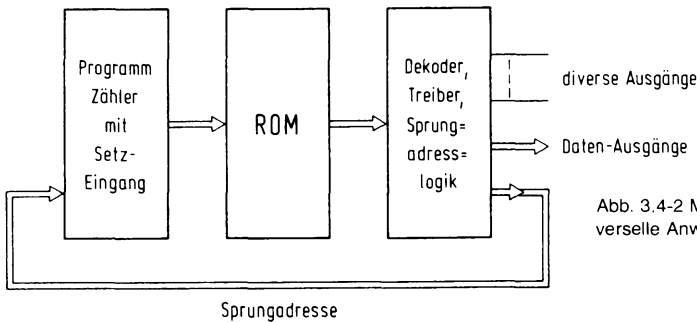 Programm
Zähler
mit
Setz-
Eingang
ROM
Dekoder,
Treiber,
Sprung=
adress=
logik
diverse Ausgänge
Daten-Ausgänge
Abb. 3.4-2 M
verselle Anw
Sprungadresse